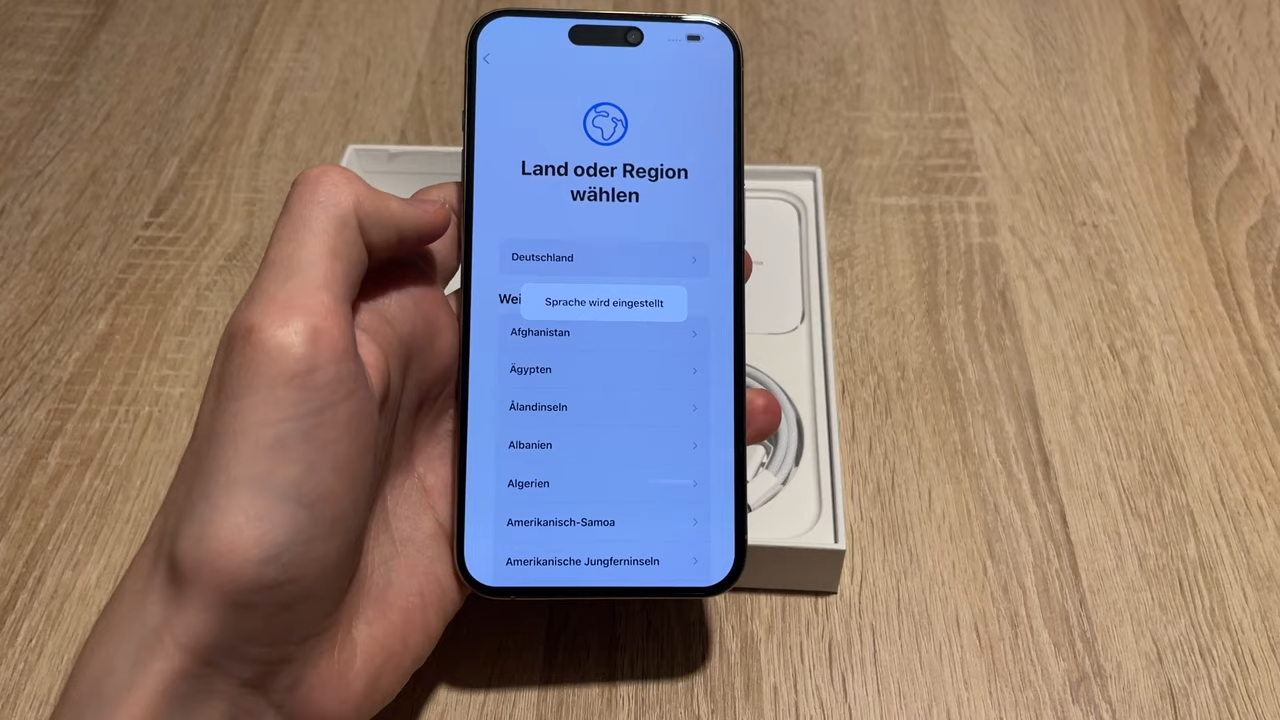 Land oder Region
wählen
Deutschland
Sprache wird eingestellt
Afghanistan
Ägypten
Ålandinseln
Albanien
Algerien
Amerikanisch-Samoa
Amerikanische Jungferninseln